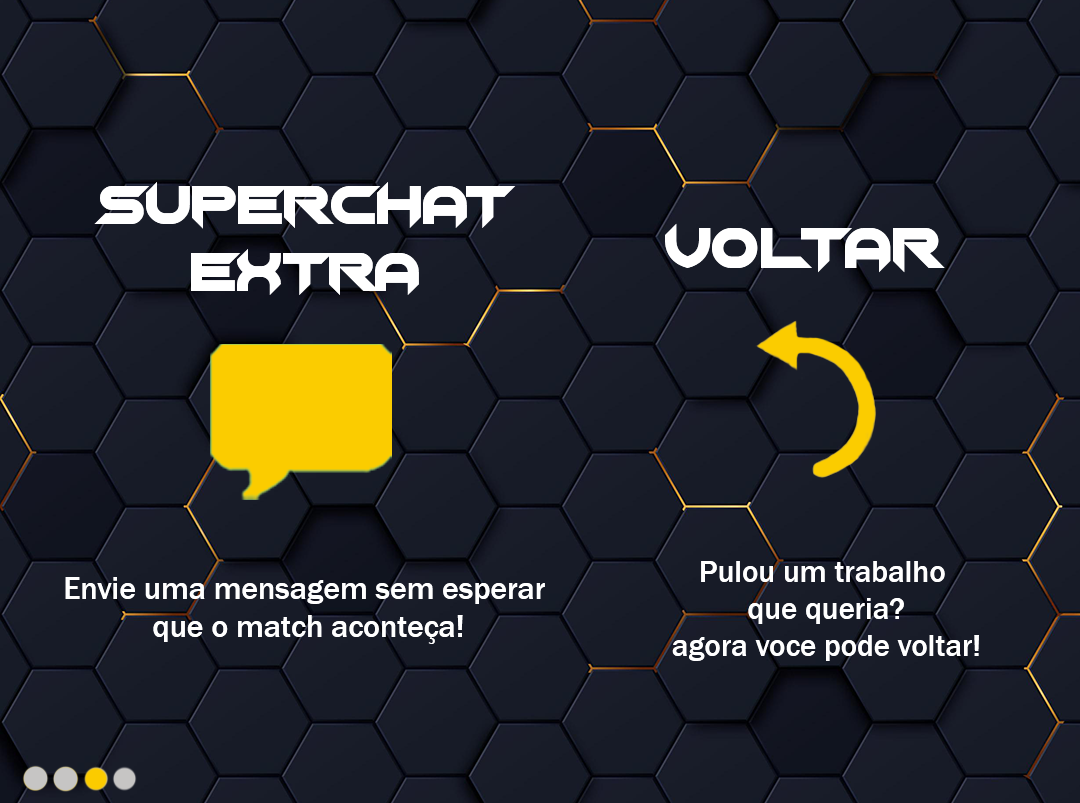 SUPERCHAT
EXTRA
Envie uma mensagem sem esperar
que o match aconteça!
VOLTAR
Pulou um trabalho
que queria?
agora voce pode voltar!